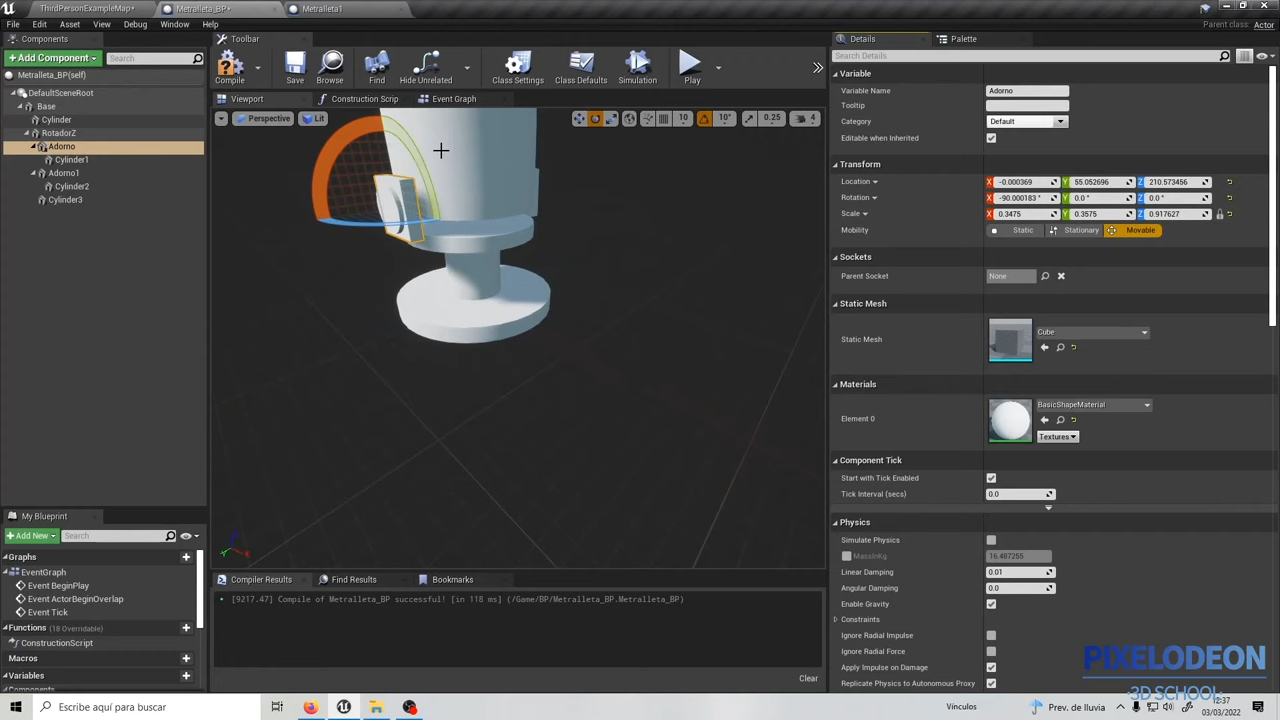 ThirdPersonExampleMap*
Metralleta_BP*
Metralleta1
File Edit Asset View Debug Window Help
Parent class: Actor
Components
Toolbar
Details
Palette
Add Component
Search
Compile
Save
Browse
Find
Hide Unrelated
Class Settings
Class Defaults
Simulation
Play
Search Details
Metralleta_BP(self)
DefaultSceneRoot
Base
Cylinder
RotadorZ
Adorno
Cylinder1
Adorno1
Cylinder2
Cylinder3
Viewport
Construction Scrip
Event Graph
Perspective
Lit
10
10°
0.25
4
Variable
Variable Name Adorno
Tooltip
Category Default
Editable when Inherited
Transform
Location X -0.000369 Y 55.052696 Z 210.573456
Rotation X -90.000183 ° Y 0.0 ° Z 0.0 °
Scale X 0.3475 Y 0.3575 Z 0.917627
Mobility Static Stationary Movable
Sockets
Parent Socket None
Static Mesh
Static Mesh Cube
Materials
Element 0 BasicShapeMaterial
Textures
Component Tick
Start with Tick Enabled
Tick Interval (secs) 0.0
Physics
Simulate Physics
MassInKg 16.487255
Linear Damping 0.01
Angular Damping 0.0
Enable Gravity
Constraints
Ignore Radial Impulse
Ignore Radial Force
Apply Impulse on Damage
Replicate Physics to Autonomous Proxy
My Blueprint
Add New
Search
Graphs
EventGraph
Event BeginPlay
Event ActorBeginOverlap
Event Tick
Functions (18 Overridable)
ConstructionScript
Macros
Variables
Components
Compiler Results
Find Results
Bookmarks
[9217.47] Compile of Metralleta_BP successful! [in 118 ms] (/Game/BP/Metralleta_BP.Metralleta_BP)
Clear
PIXELODEON
3D SCHOOL
Escribe aquí para buscar
Vínculos
Prev. de lluvia
12:37
03/03/2022